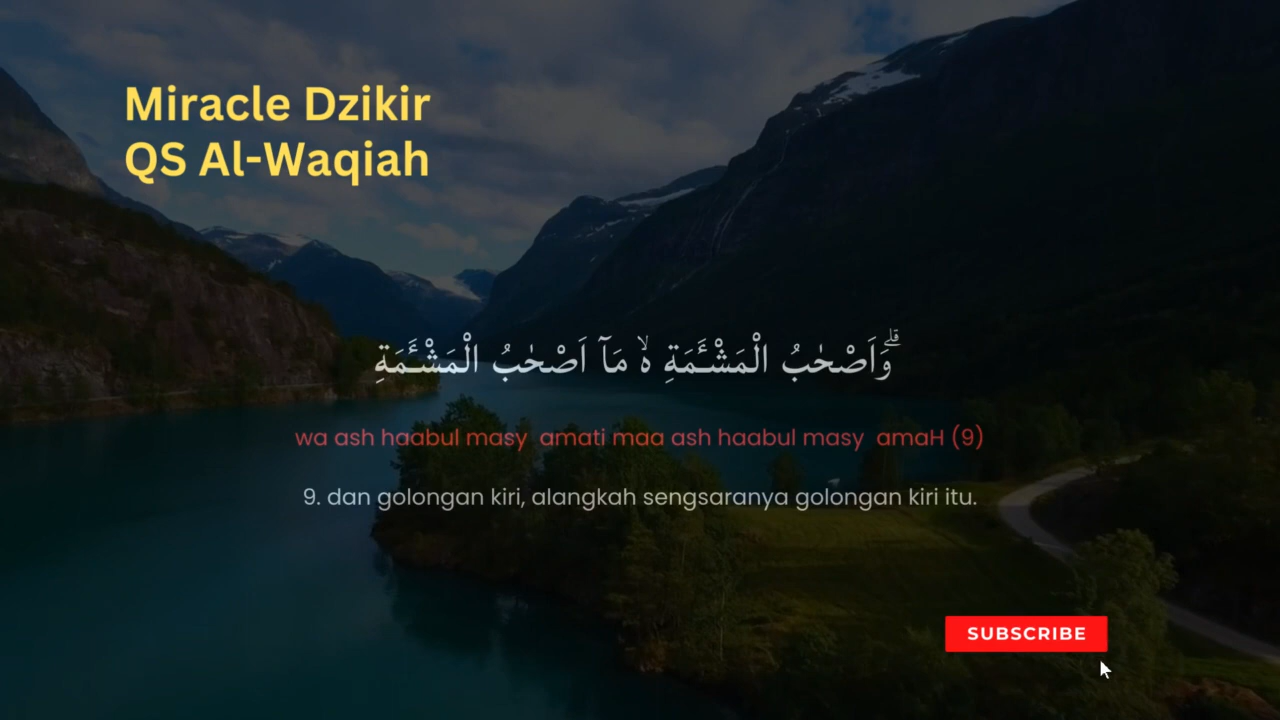 Miracle Dzikir
QS Al-Waqiah
وَاَصْحٰبُ الْمَشْـَٔمَةِ ەۙ مَآ اَصْحٰبُ الْمَشْـَٔمَةِۗ
wa ash haabul masy  amati maa ash haabul masy  amaH (9)
9. dan golongan kiri, alangkah sengsaranya golongan kiri itu.
SUBSCRIBE